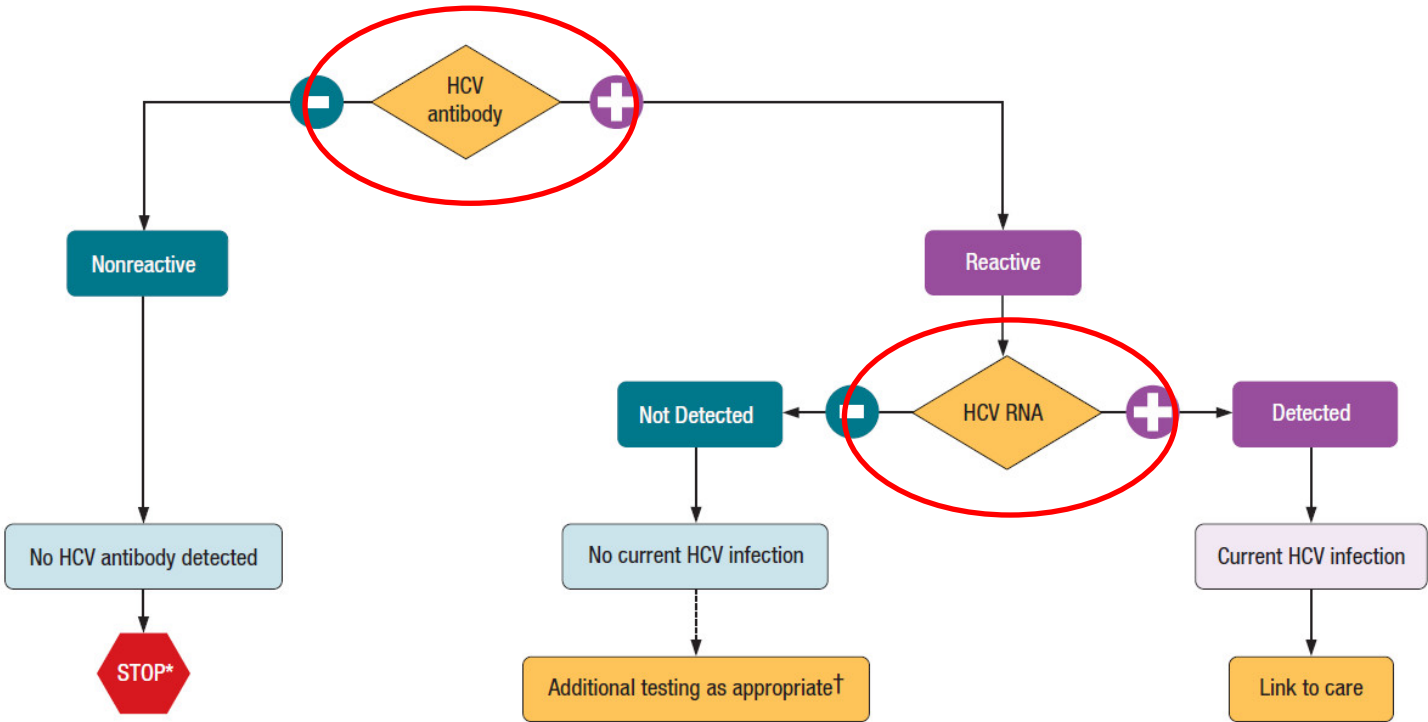 HCV
antibody
Nonreactive
Reactive
Not Detected
HCV RNA
Detected
No HCV antibody detected
No current HCV infection
Current HCV infection
STOP*
Additional testing as appropriate†
Link to care